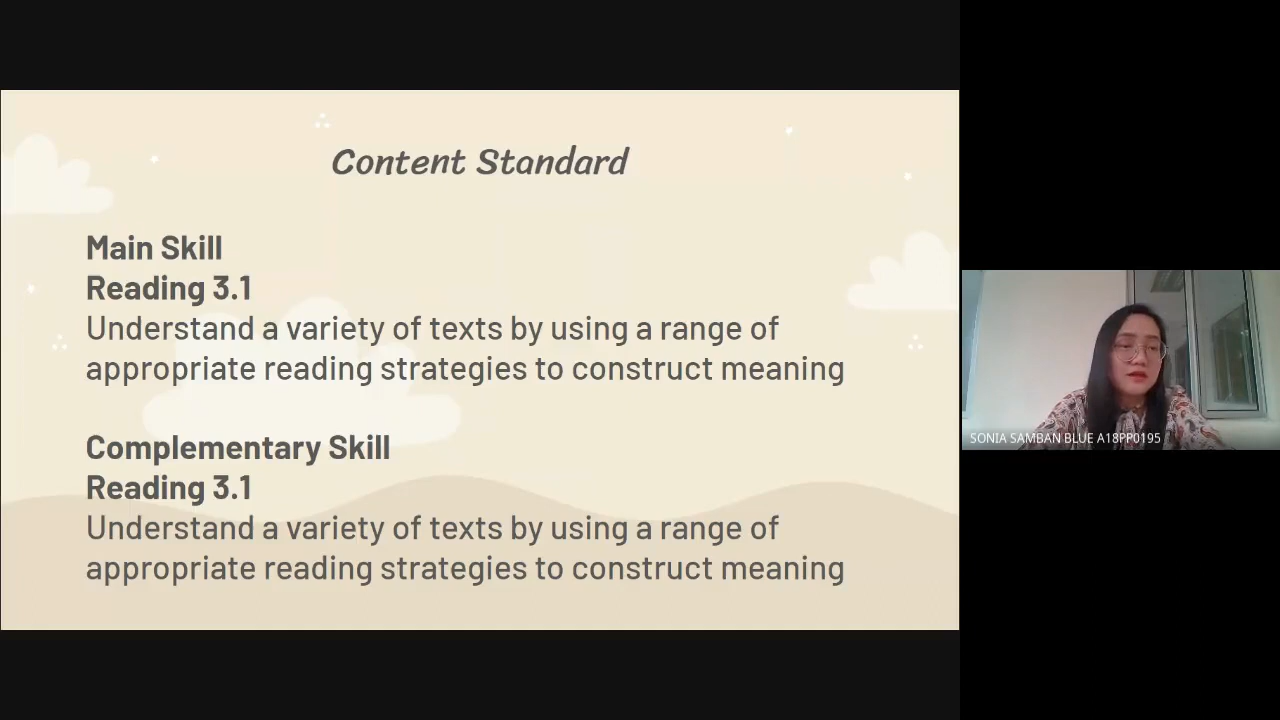 Content Standard
Main Skill
Reading 3.1
Understand a variety of texts by using a range of
appropriate reading strategies to construct meaning
Complementary Skill
Reading 3.1
Understand a variety of texts by using a range of
appropriate reading strategies to construct meaning
SONIA SAMBAN BLUE A18PP0195